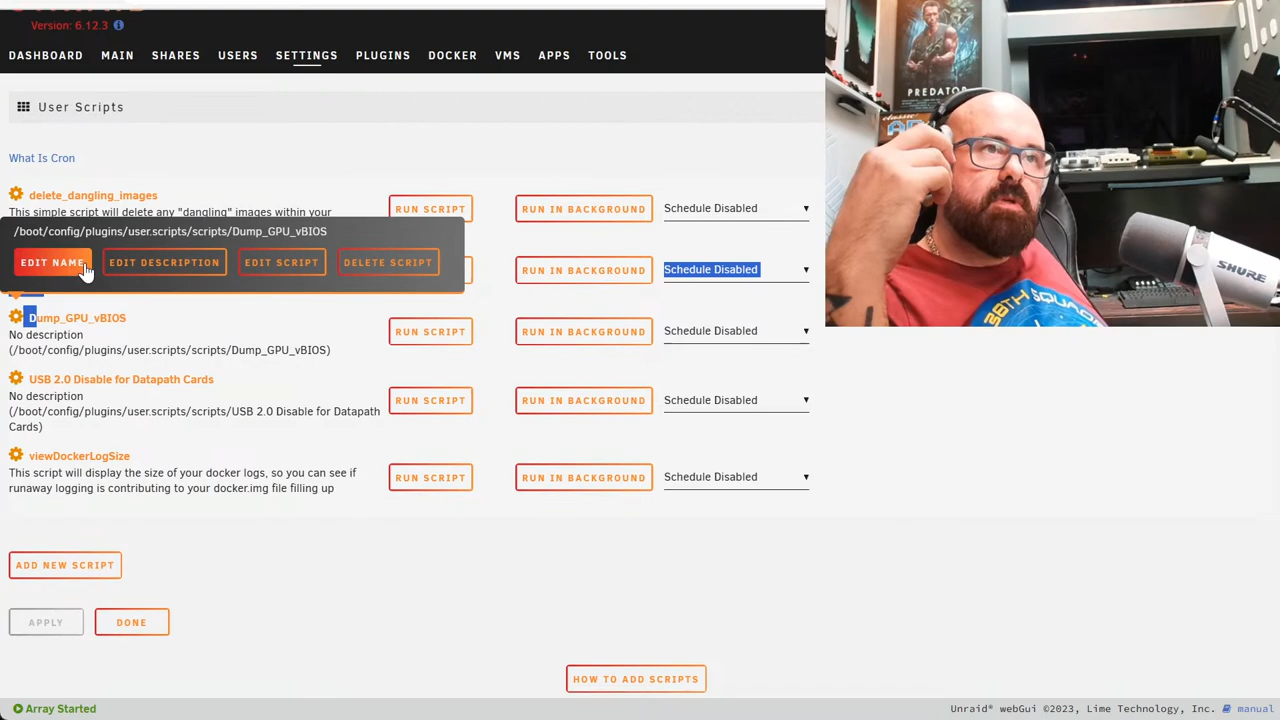 Version: 6.12.3
DASHBOARD MAIN SHARES USERS SETTINGS PLUGINS DOCKER VMS APPS TOOLS
User Scripts
What Is Cron
delete_dangling_images
This simple script will delete any "dangling" images within your
RUN SCRIPT
RUN IN BACKGROUND
Schedule Disabled
/boot/config/plugins/user.scripts/scripts/Dump_GPU_vBIOS
EDIT NAME
EDIT DESCRIPTION
EDIT SCRIPT
DELETE SCRIPT
RUN IN BACKGROUND
Schedule Disabled
Dump_GPU_vBIOS
No description
(/boot/config/plugins/user.scripts/scripts/Dump_GPU_vBIOS)
RUN SCRIPT
RUN IN BACKGROUND
Schedule Disabled
USB 2.0 Disable for Datapath Cards
No description
(/boot/config/plugins/user.scripts/scripts/USB 2.0 Disable for Datapath
Cards)
RUN SCRIPT
RUN IN BACKGROUND
Schedule Disabled
viewDockerLogSize
This script will display the size of your docker logs, so you can see if
runaway logging is contributing to your docker.img file filling up
RUN SCRIPT
RUN IN BACKGROUND
Schedule Disabled
ADD NEW SCRIPT
APPLY
DONE
HOW TO ADD SCRIPTS
Array Started
Unraid® webGui ©2023, Lime Technology, Inc. manual
PREDATOR
classic
SHURE